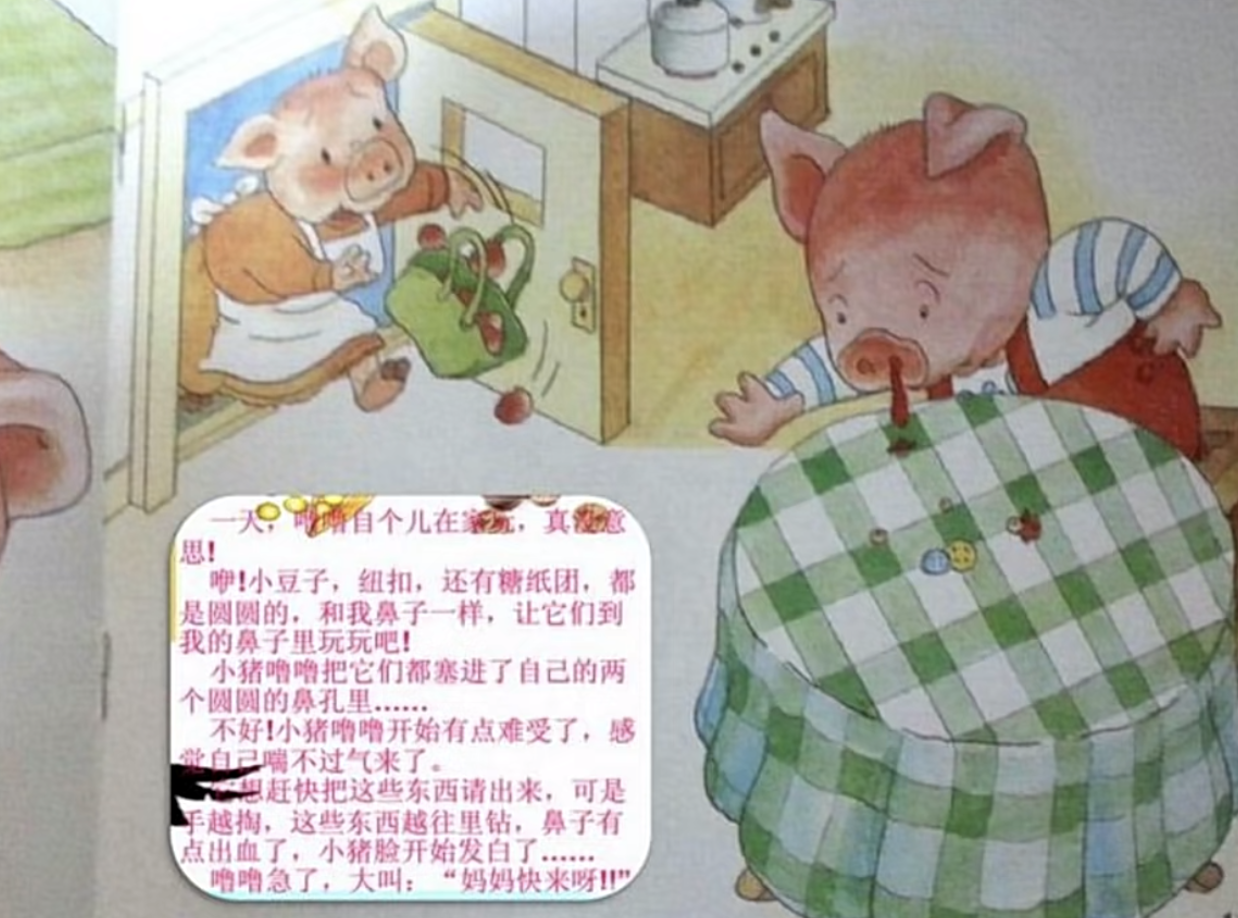 一天，噜噜自个儿在家玩，真没意
思!
咿!小豆子，纽扣，还有糖纸团，都
是圆圆的，和我鼻子一样，让它们到
我的鼻子里玩玩吧!
小猪噜噜把它们都塞进了自己的两
个圆圆的鼻孔里……
不好!小猪噜噜开始有点难受了，感
觉自己喘不过气来了。
想赶快把这些东西请出来，可是
手越掏，这些东西越往里钻，鼻子有
点出血了，小猪脸开始发白了……
噜噜急了，大叫：“妈妈快来呀!!”